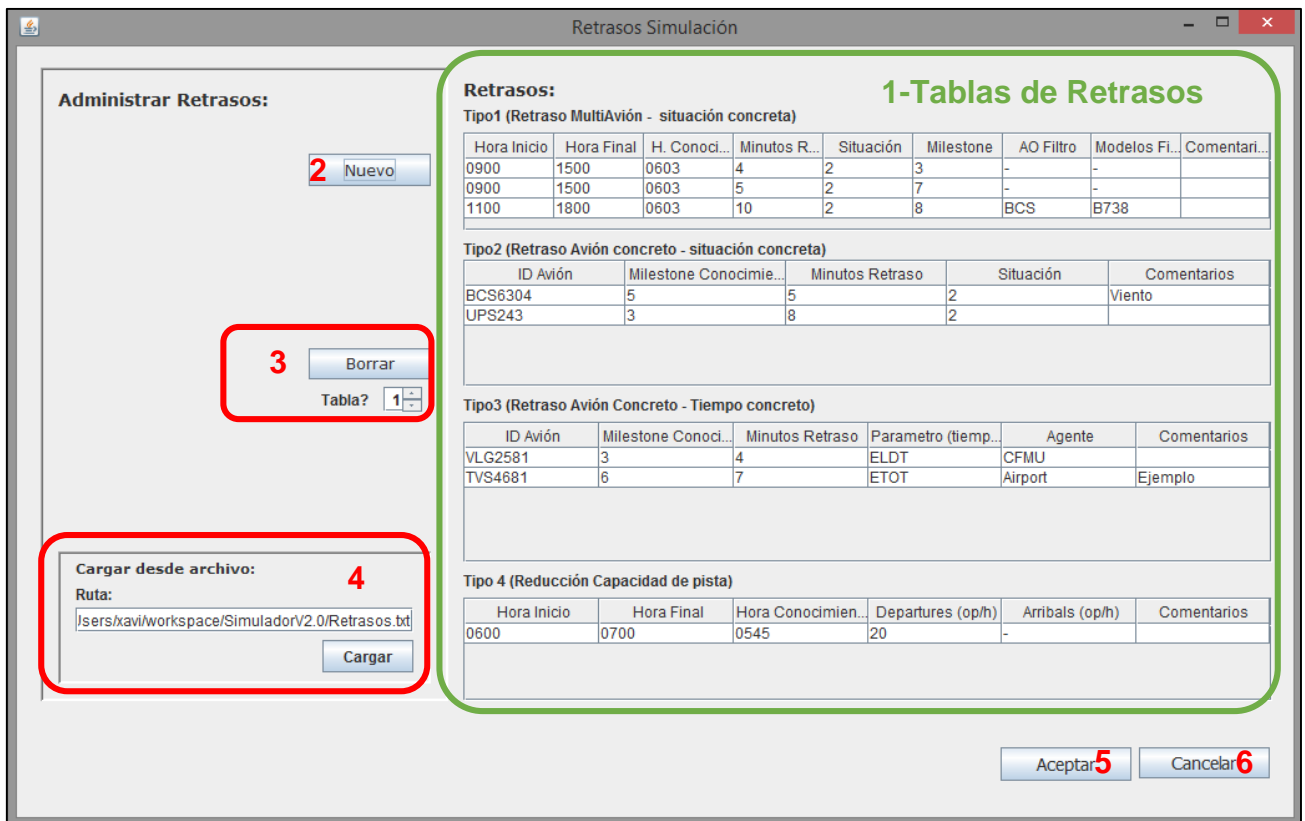 Retrasos Simulación
Administrar Retrasos:
2 Nuevo
3 Borrar
Tabla? 1
Cargar desde archivo: 4
Ruta:
/sers/xavi/workspace/SimuladorV2.0/Retrasos.txt
Cargar
Retrasos: 1-Tablas de Retrasos
Tipo1 (Retraso MultiAvión - situación concreta)
Hora Inicio Hora Final H. Conoci... Minutos R... Situación Milestone AO Filtro Modelos Fi... Comentari...
0900 1500 0603 4 2 3 - -
0900 1500 0603 5 2 7 - -
1100 1800 0603 10 2 8 BCS B738
Tipo2 (Retraso Avión concreto - situación concreta)
ID Avión Milestone Conocimie... Minutos Retraso Situación Comentarios
BCS6304 5 5 2 Viento
UPS243 3 8 2
Tipo3 (Retraso Avión Concreto - Tiempo concreto)
ID Avión Milestone Conoci... Minutos Retraso Parametro (tiemp... Agente Comentarios
VLG2581 3 4 ELDT CFMU
TVS4681 6 7 ETOT Airport Ejemplo
Tipo 4 (Reducción Capacidad de pista)
Hora Inicio Hora Final Hora Conocimien... Departures (op/h) Arribals (op/h) Comentarios
0600 0700 0545 20 -
Aceptar 5 Cancelar 6